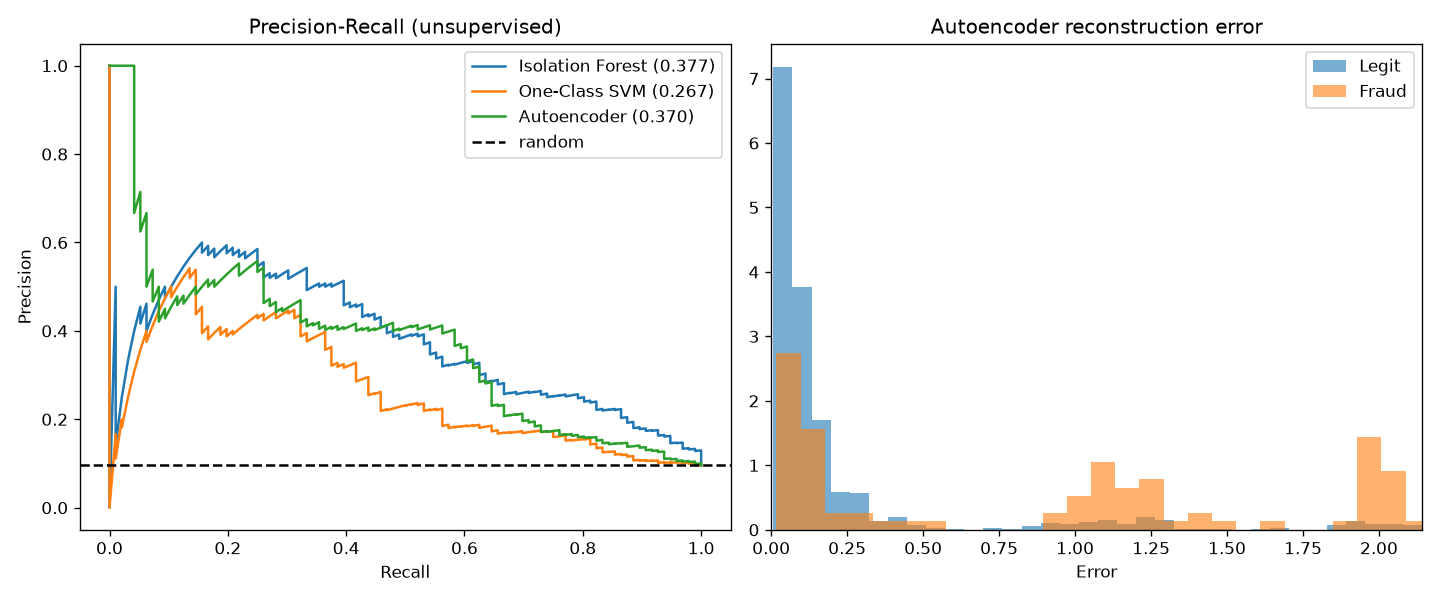 Precision-Recall (unsupervised)
Isolation Forest (0.377)
One-Class SVM (0.267)
Autoencoder (0.370)
random
Precision
1.0
0.8
0.6
0.4
0.2
0.0
0.0 0.2 0.4 0.6 0.8 1.0
Recall
Autoencoder reconstruction error
Legit
Fraud
7
6
5
4
3
2
1
0
0.00 0.25 0.50 0.75 1.00 1.25 1.50 1.75 2.00
Error